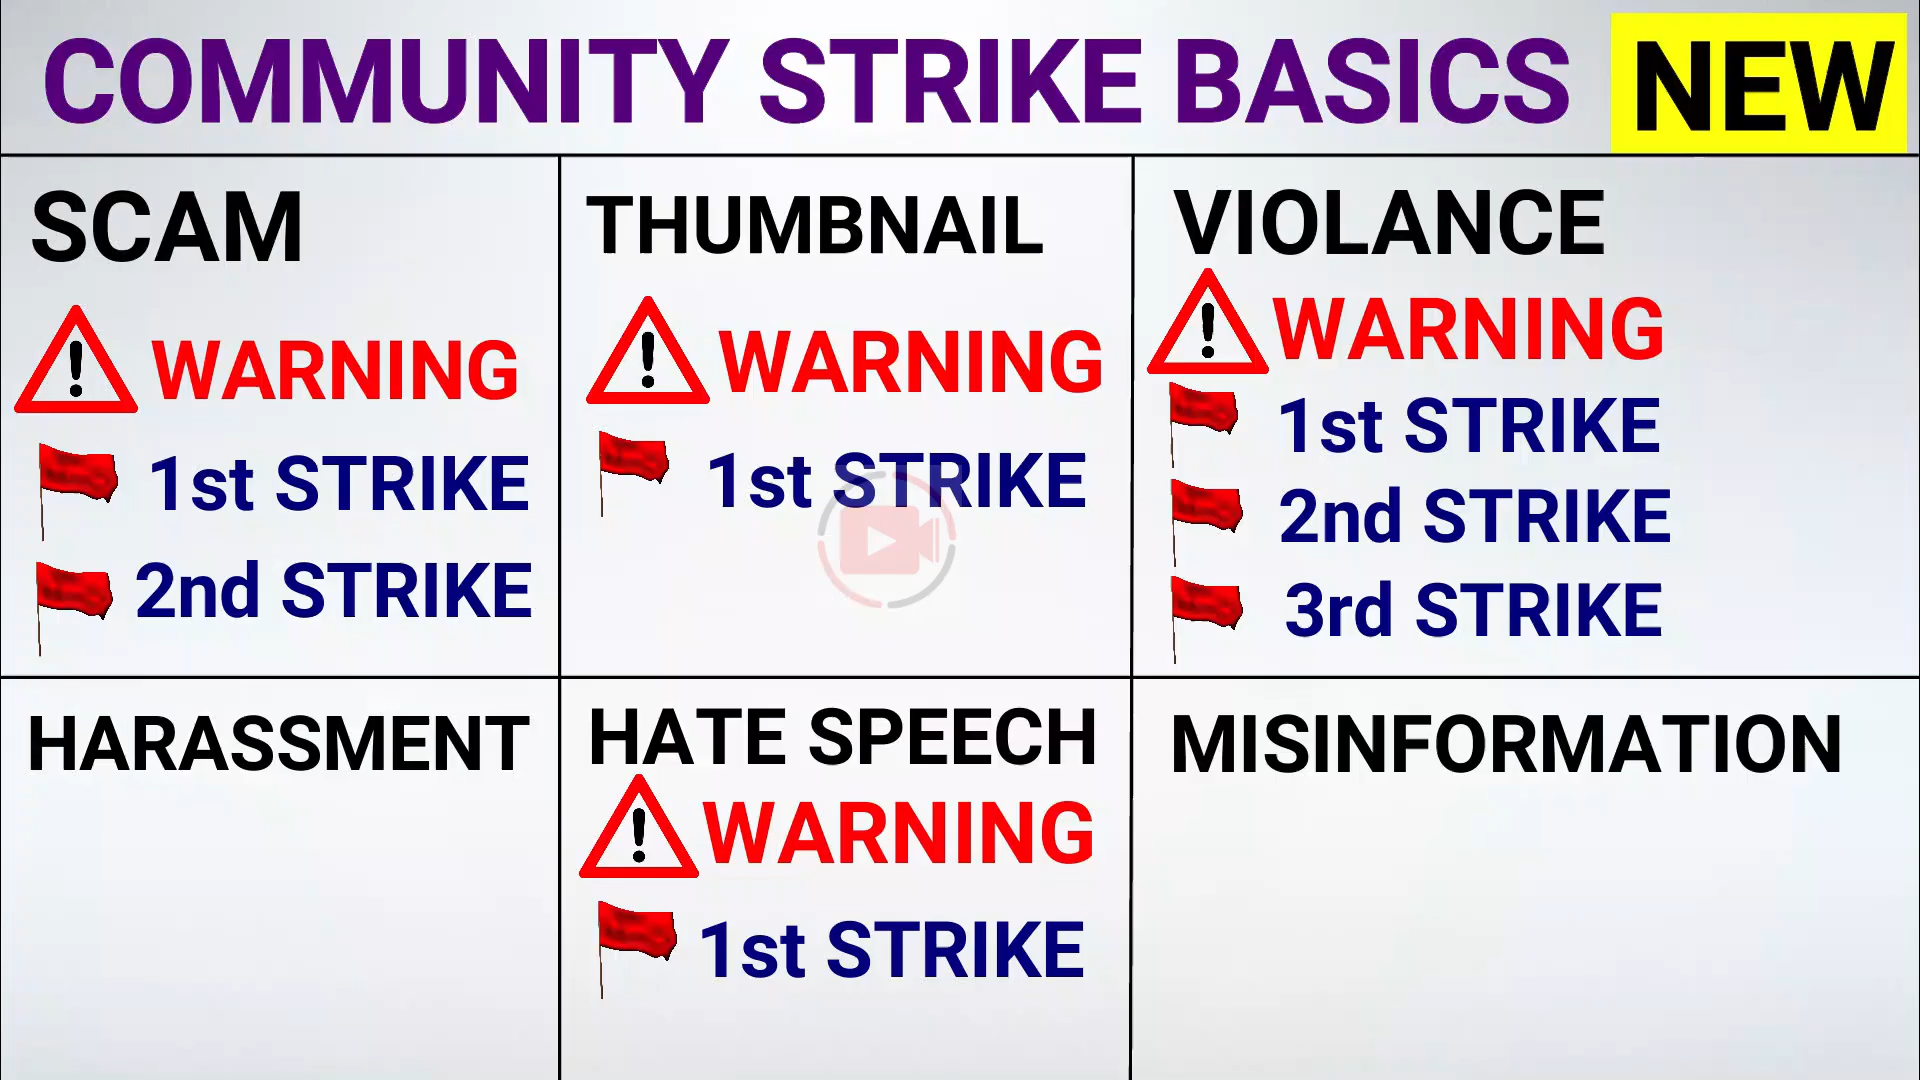 COMMUNITY STRIKE BASICS NEW
SCAM
WARNING
1st STRIKE
2nd STRIKE
THUMBNAIL
WARNING
1st STRIKE
VIOLANCE
WARNING
1st STRIKE
2nd STRIKE
3rd STRIKE
HARASSMENT
HATE SPEECH
WARNING
1st STRIKE
MISINFORMATION